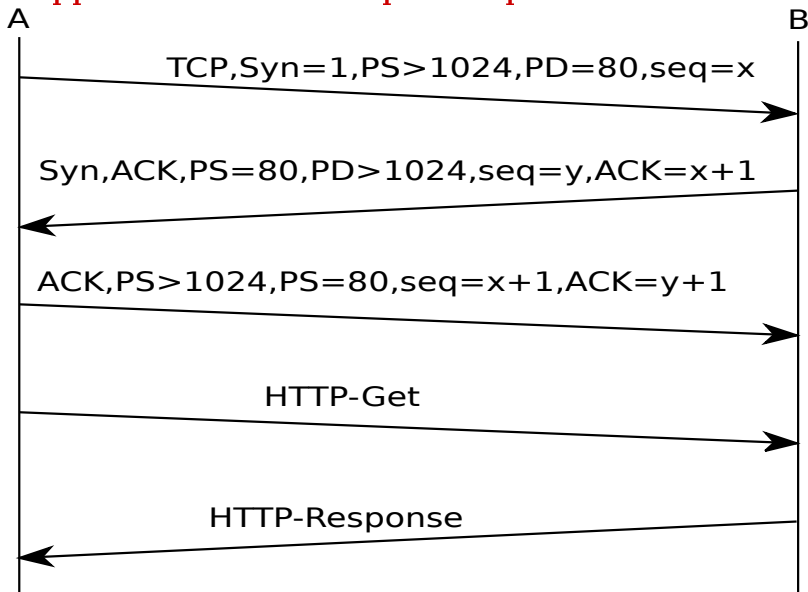 A
B
TCP,Syn=1,PS>1024,PD=80,seq=x
Syn,ACK,PS=80,PD>1024,seq=y,ACK=x+1
ACK,PS>1024,PS=80,seq=x+1,ACK=y+1
HTTP-Get
HTTP-Response